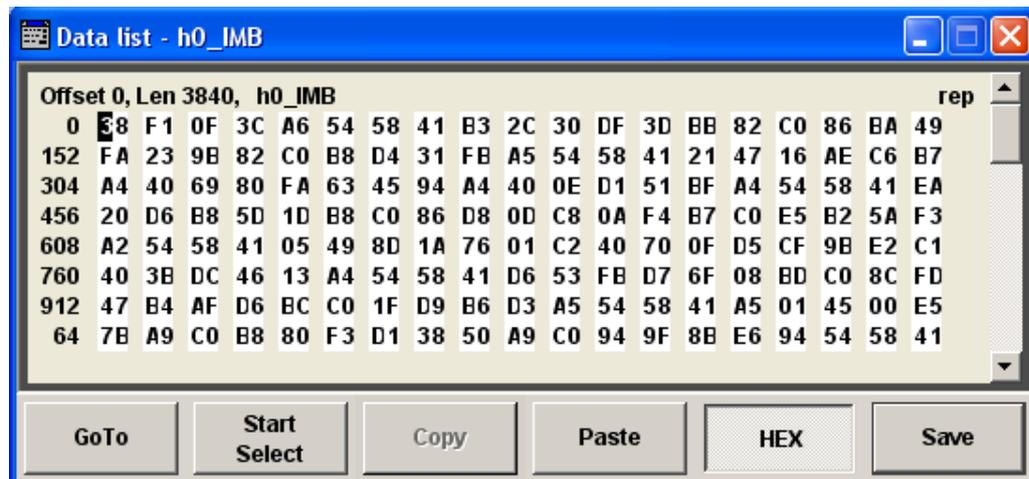 Data list - h0_IMB
Offset 0, Len 3840, h0_IMB rep
0 38 F1 0F 3C A6 54 58 41 B3 2C 30 DF 3D BB 82 C0 86 BA 49
152 FA 23 9B 82 C0 B8 D4 31 FB A5 54 58 41 21 47 16 AE C6 B7
304 A4 40 69 80 FA 63 45 94 A4 40 0E D1 51 BF A4 54 58 41 EA
456 20 D6 B8 5D 1D B8 C0 86 D8 0D C8 0A F4 B7 C0 E5 B2 5A F3
608 A2 54 58 41 05 49 8D 1A 76 01 C2 40 70 0F D5 CF 9B E2 C1
760 40 3B DC 46 13 A4 54 58 41 D6 53 FB D7 6F 08 BD C0 8C FD
912 47 B4 AF D6 BC C0 1F D9 B6 D3 A5 54 58 41 A5 01 45 00 E5
64 7B A9 C0 B8 80 F3 D1 38 50 A9 C0 94 9F 8B E6 94 54 58 41
GoTo
Start
Select
Copy
Paste
HEX
Save